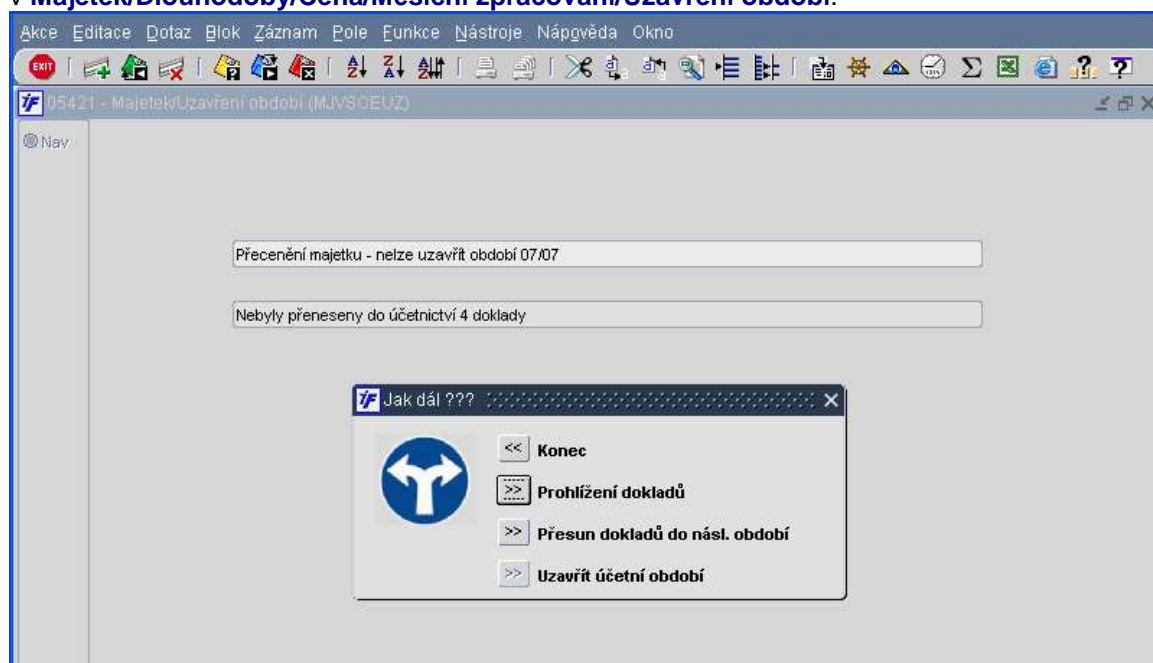 v Majetek/Dlouhodobý/Cena/Měsíční zpracování/Uzavření období.
Akce Editace Dotaz Blok Záznam Pole Funkce Nástroje Nápověda Okno
EXIT
05421 - Majetek/Uzavření období (MJVSCEUZ)
Nav
Přecenění majetku - nelze uzavřít období 07/07
Nebyly přeneseny do účetnictví 4 doklady
Jak dál ???
<< Konec
>> Prohlížení dokladů
>> Přesun dokladů do násl. období
>> Uzavřít účetní období